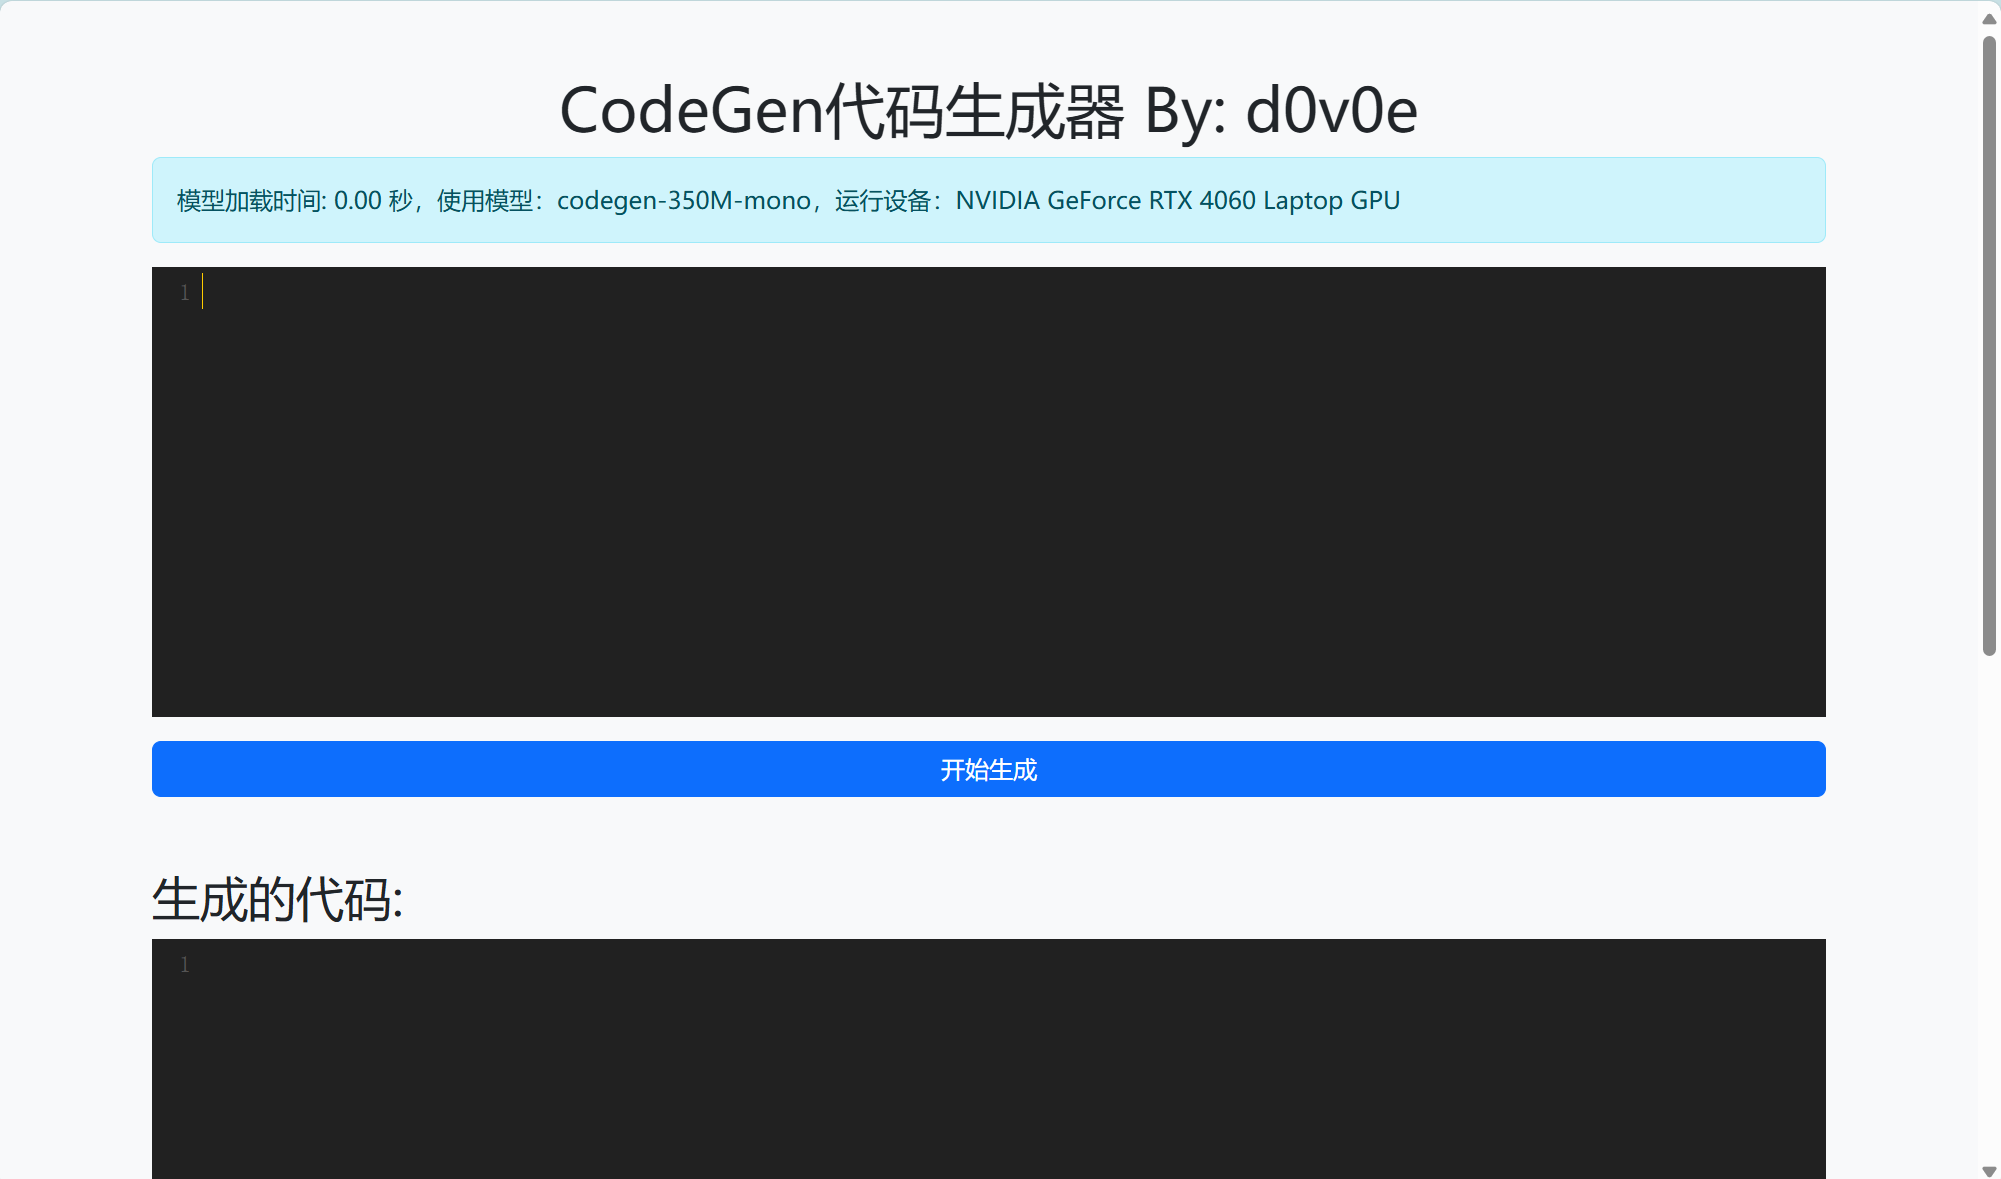 CodeGen代码生成器 By: d0v0e
模型加载时间: 0.00 秒，使用模型：codegen-350M-mono，运行设备：NVIDIA GeForce RTX 4060 Laptop GPU
1
开始生成
生成的代码:
1